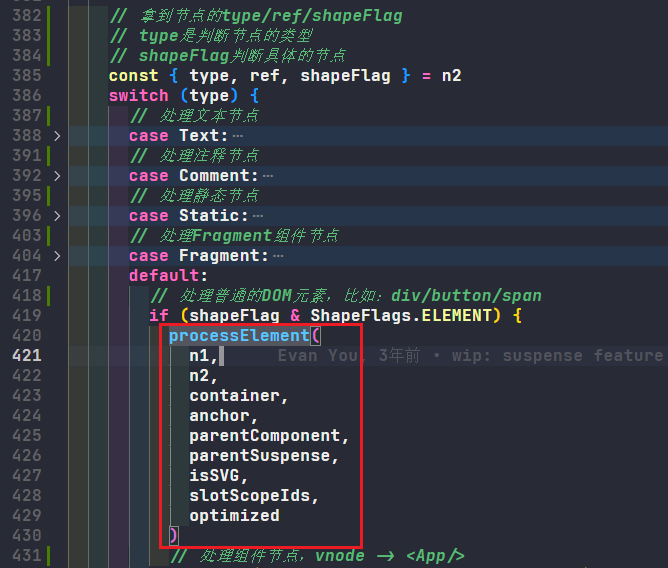 382 // 拿到节点的type/ref/shapeFlag
383 // type是判断节点的类型
384 // shapeFlag判断具体的节点
385 const { type, ref, shapeFlag } = n2
386 switch (type) {
387 // 处理文本节点
388 > case Text:⋯
391 // 处理注释节点
392 > case Comment:⋯
395 // 处理静态节点
396 > case Static:⋯
403 // 处理Fragment组件节点
404 > case Fragment:⋯
417 default:
418 // 处理普通的DOM元素，比如：div/button/span
419 if (shapeFlag & ShapeFlags.ELEMENT) {
420 processElement(
421 n1, Evan You, 3年前 • wip: suspense feature
422 n2,
423 container,
424 anchor,
425 parentComponent,
426 parentSuspense,
427 isSVG,
428 slotScopeIds,
429 optimized
430 )
431 // 处理组件节点，vnode -> <App/>